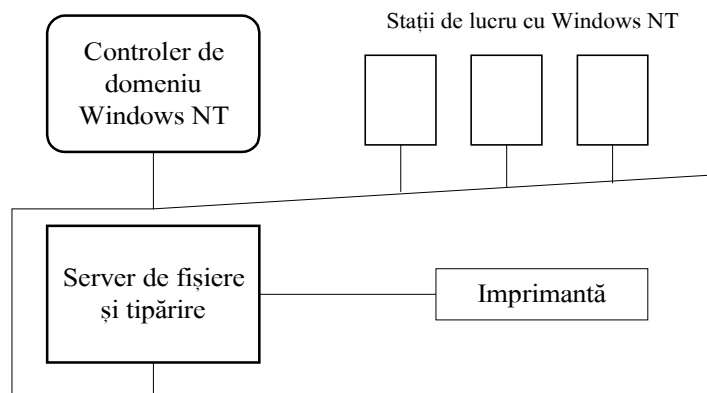 Stații de lucru cu Windows NT
Controler de
domeniu
Windows NT
Server de fișiere
și tipărire
Imprimantă